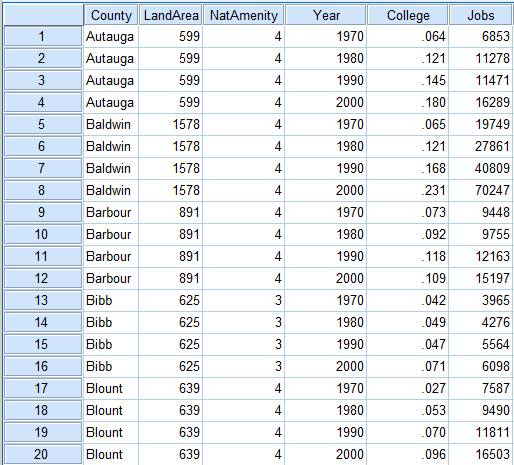 County LandArea NatAmenity Year College Jobs
1 Autauga 599 4 1970 .064 6853
2 Autauga 599 4 1980 .121 11278
3 Autauga 599 4 1990 .145 11471
4 Autauga 599 4 2000 .180 16289
5 Baldwin 1578 4 1970 .065 19749
6 Baldwin 1578 4 1980 .121 27861
7 Baldwin 1578 4 1990 .168 40809
8 Baldwin 1578 4 2000 .231 70247
9 Barbour 891 4 1970 .073 9448
10 Barbour 891 4 1980 .092 9755
11 Barbour 891 4 1990 .118 12163
12 Barbour 891 4 2000 .109 15197
13 Bibb 625 3 1970 .042 3965
14 Bibb 625 3 1980 .049 4276
15 Bibb 625 3 1990 .047 5564
16 Bibb 625 3 2000 .071 6098
17 Blount 639 4 1970 .027 7587
18 Blount 639 4 1980 .053 9490
19 Blount 639 4 1990 .070 11811
20 Blount 639 4 2000 .096 16503